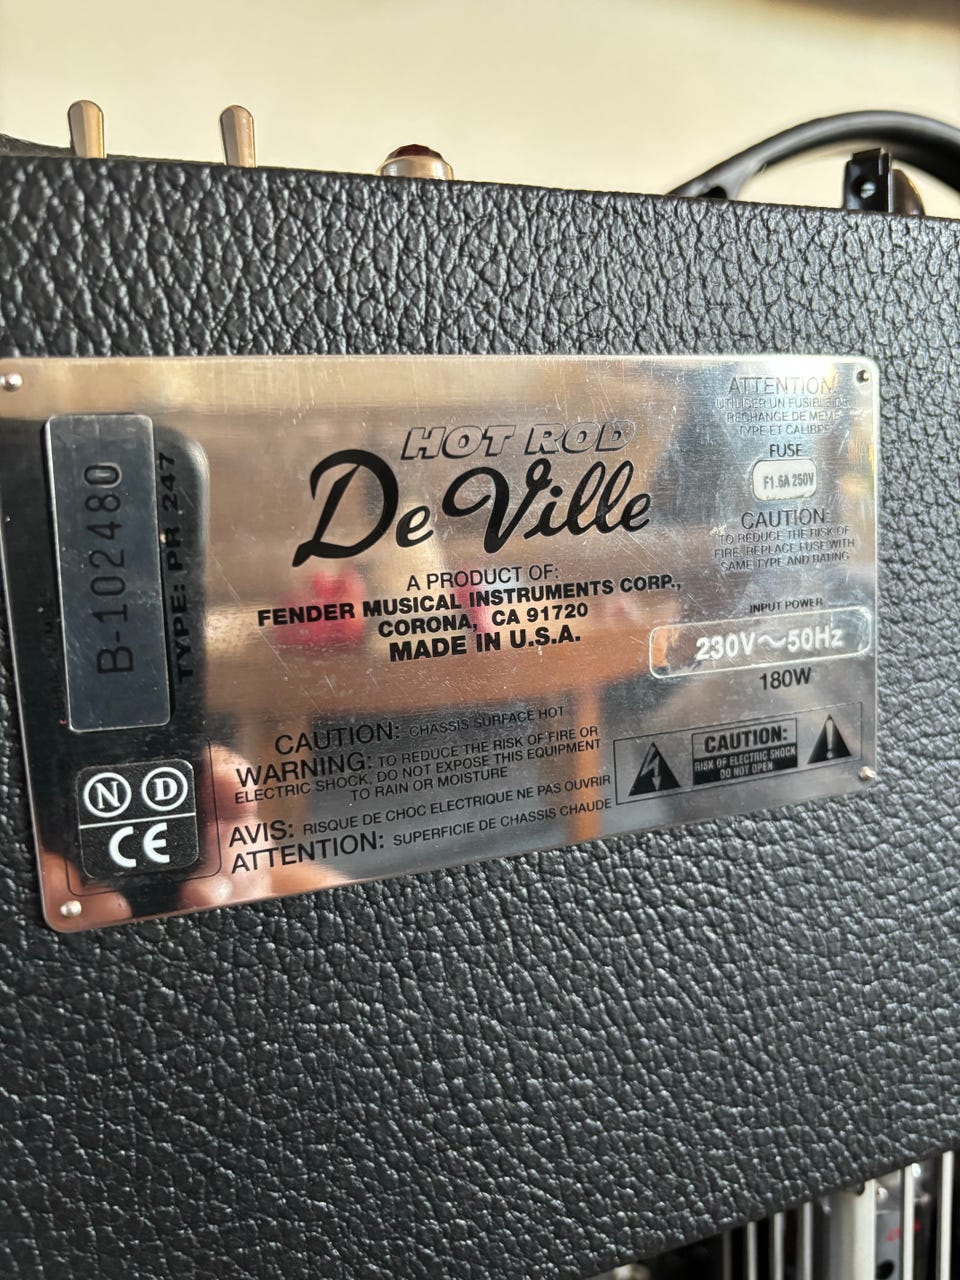 B-102480
TYPE: PR 247
N D
CE
HOT ROD
De Ville
A PRODUCT OF:
FENDER MUSICAL INSTRUMENTS CORP.,
CORONA, CA 91720
MADE IN U.S.A.
ATTENTION:
UTILISER UN FUSIBLE DE
RECHANGE DE MÊME
TYPE ET CALIBRE
FUSE
F1.6A 250V
CAUTION:
TO REDUCE THE RISK OF
FIRE, REPLACE FUSE WITH
SAME TYPE AND RATING
INPUT POWER
230V～50Hz
180W
CAUTION: CHASSIS SURFACE HOT
WARNING: TO REDUCE THE RISK OF FIRE OR
ELECTRIC SHOCK, DO NOT EXPOSE THIS EQUIPMENT
TO RAIN OR MOISTURE
AVIS: RISQUE DE CHOC ELECTRIQUE NE PAS OUVRIR
ATTENTION: SUPERFICIE DE CHASSIS CHAUDE
CAUTION:
RISK OF ELECTRIC SHOCK
DO NOT OPEN